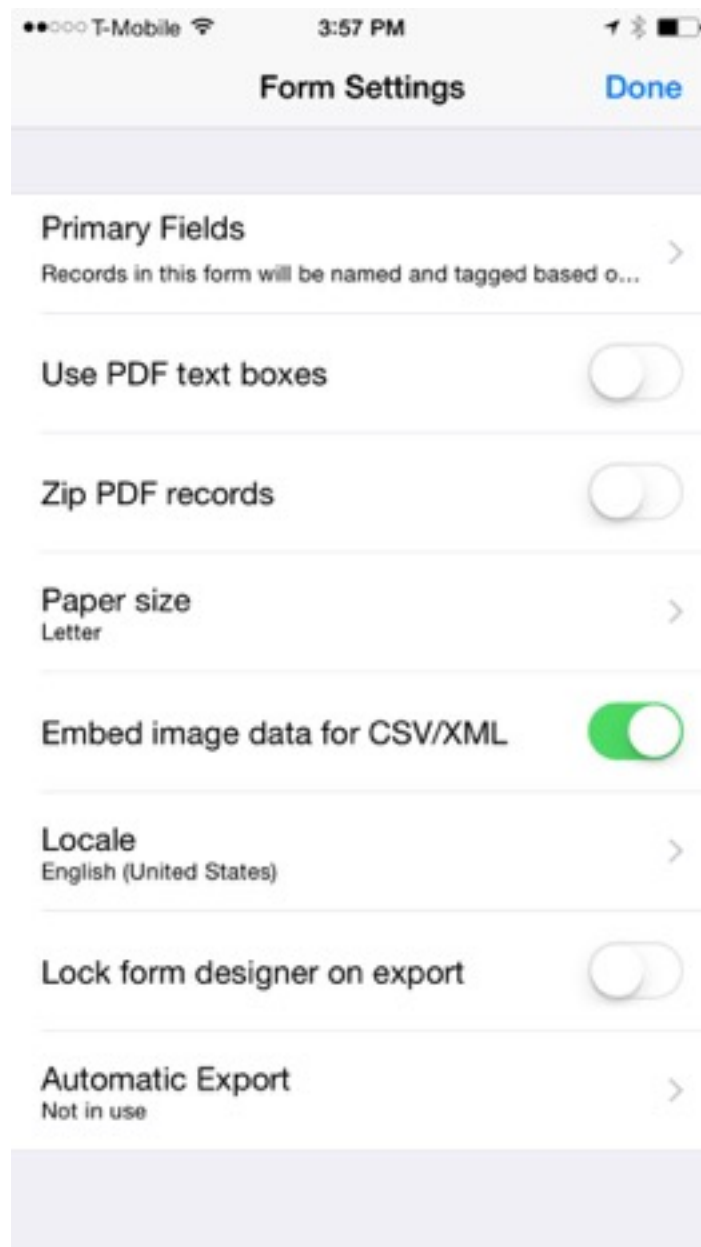 T-Mobile 3:57 PM
Form Settings Done
Primary Fields
Records in this form will be named and tagged based o...
Use PDF text boxes
Zip PDF records
Paper size
Letter
Embed image data for CSV/XML
Locale
English (United States)
Lock form designer on export
Automatic Export
Not in use